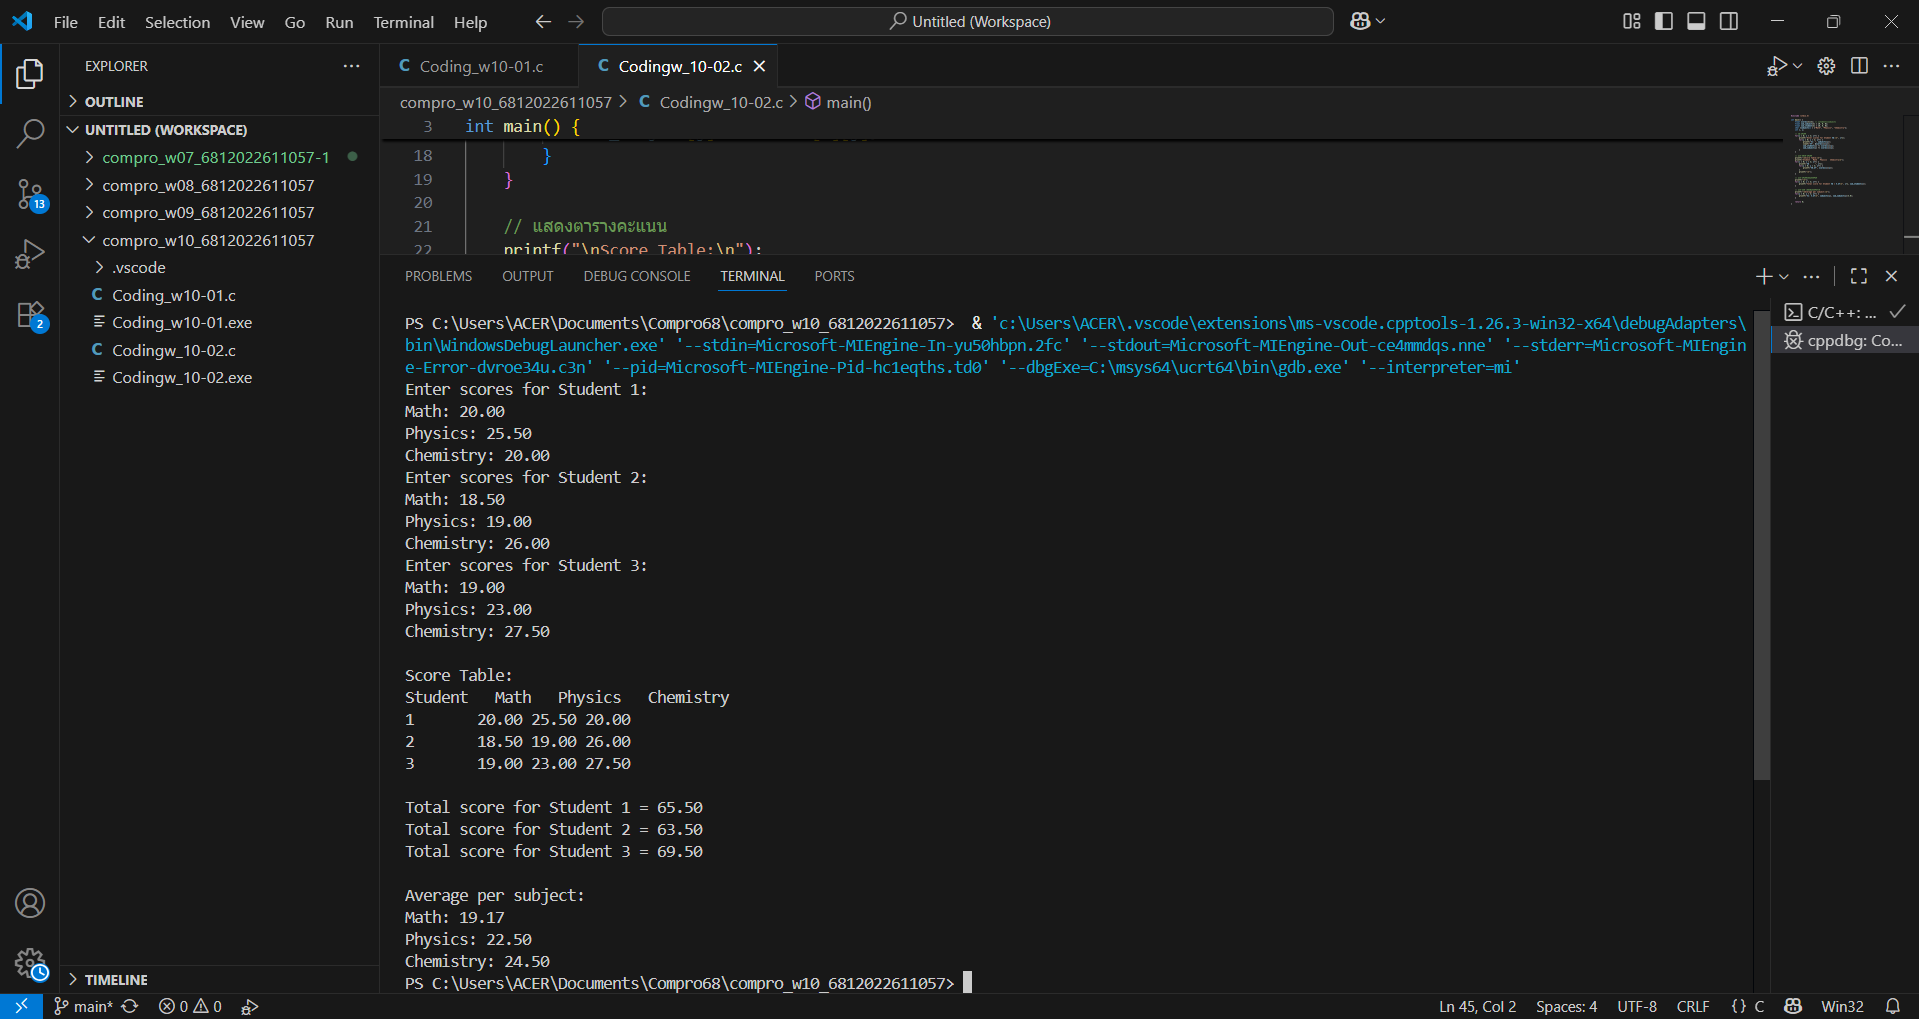 File Edit Selection View Go Run Terminal Help
Untitled (Workspace)
EXPLORER
OUTLINE
UNTITLED (WORKSPACE)
compro_w07_6812022611057-1
compro_w08_6812022611057
compro_w09_6812022611057
compro_w10_6812022611057
.vscode
C Coding_w10-01.c
Coding_w10-01.exe
C Codingw_10-02.c
Codingw_10-02.exe
TIMELINE
13
2
C Coding_w10-01.c
C Codingw_10-02.c
compro_w10_6812022611057 > C Codingw_10-02.c > main()
3 int main() {
18 }
19 }
20
21 // แสดงตารางคะแนน
22 printf("\nScore Table:\n");
PROBLEMS OUTPUT DEBUG CONSOLE TERMINAL PORTS
PS C:\Users\ACER\Documents\Compro68\compro_w10_6812022611057> & 'c:\Users\ACER\.vscode\extensions\ms-vscode.cpptools-1.26.3-win32-x64\debugAdapters\
bin\WindowsDebugLauncher.exe' '--stdin=Microsoft-MIEngine-In-yu50hbpn.2fc' '--stdout=Microsoft-MIEngine-Out-ce4mmdqs.nne' '--stderr=Microsoft-MIEngin
e-Error-dvroe34u.c3n' '--pid=Microsoft-MIEngine-Pid-hc1eqths.td0' '--dbgExe=C:\msys64\ucrt64\bin\gdb.exe' '--interpreter=mi'
Enter scores for Student 1:
Math: 20.00
Physics: 25.50
Chemistry: 20.00
Enter scores for Student 2:
Math: 18.50
Physics: 19.00
Chemistry: 26.00
Enter scores for Student 3:
Math: 19.00
Physics: 23.00
Chemistry: 27.50
Score Table:
Student Math Physics Chemistry
1 20.00 25.50 20.00
2 18.50 19.00 26.00
3 19.00 23.00 27.50
Total score for Student 1 = 65.50
Total score for Student 2 = 63.50
Total score for Student 3 = 69.50
Average per subject:
Math: 19.17
Physics: 22.50
Chemistry: 24.50
PS C:\Users\ACER\Documents\Compro68\compro_w10_6812022611057>
C/C++: ...
cppdbg: Co...
main* 0 0
Ln 45, Col 2 Spaces: 4 UTF-8 CRLF {} C Win32